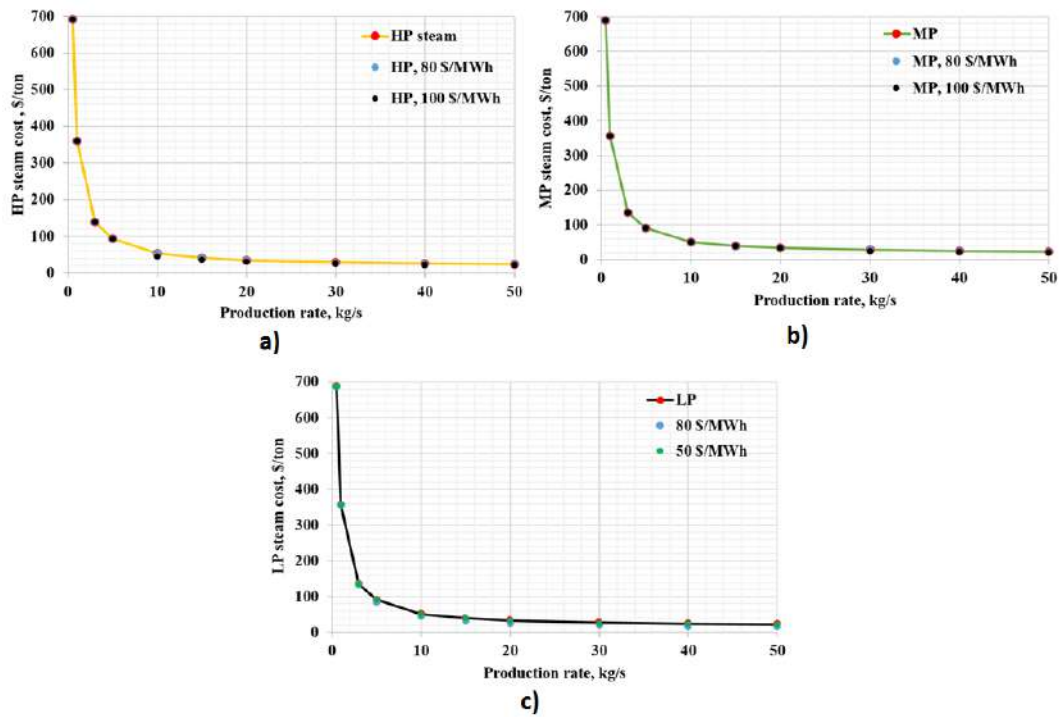 700
600
500
400
300
200
100
0
HP steam cost , $/ton
HP steam
HP, 80 $/MWh
HP, 100 $/MWh
0 10 20 30 40 50
Production rate, kg/s
a)
700
600
500
400
300
200
100
0
MP steam cost, $/ton
MP
MP, 80 $/MWh
MP, 100 $/MWh
0 10 20 30 40 50
Production rate, kg/s
b)
700
600
500
400
300
200
100
0
LP steam cost, $/ton
LP
80 $/MWh
50 $/MWh
0 10 20 30 40 50
Production rate, kg/s
c)